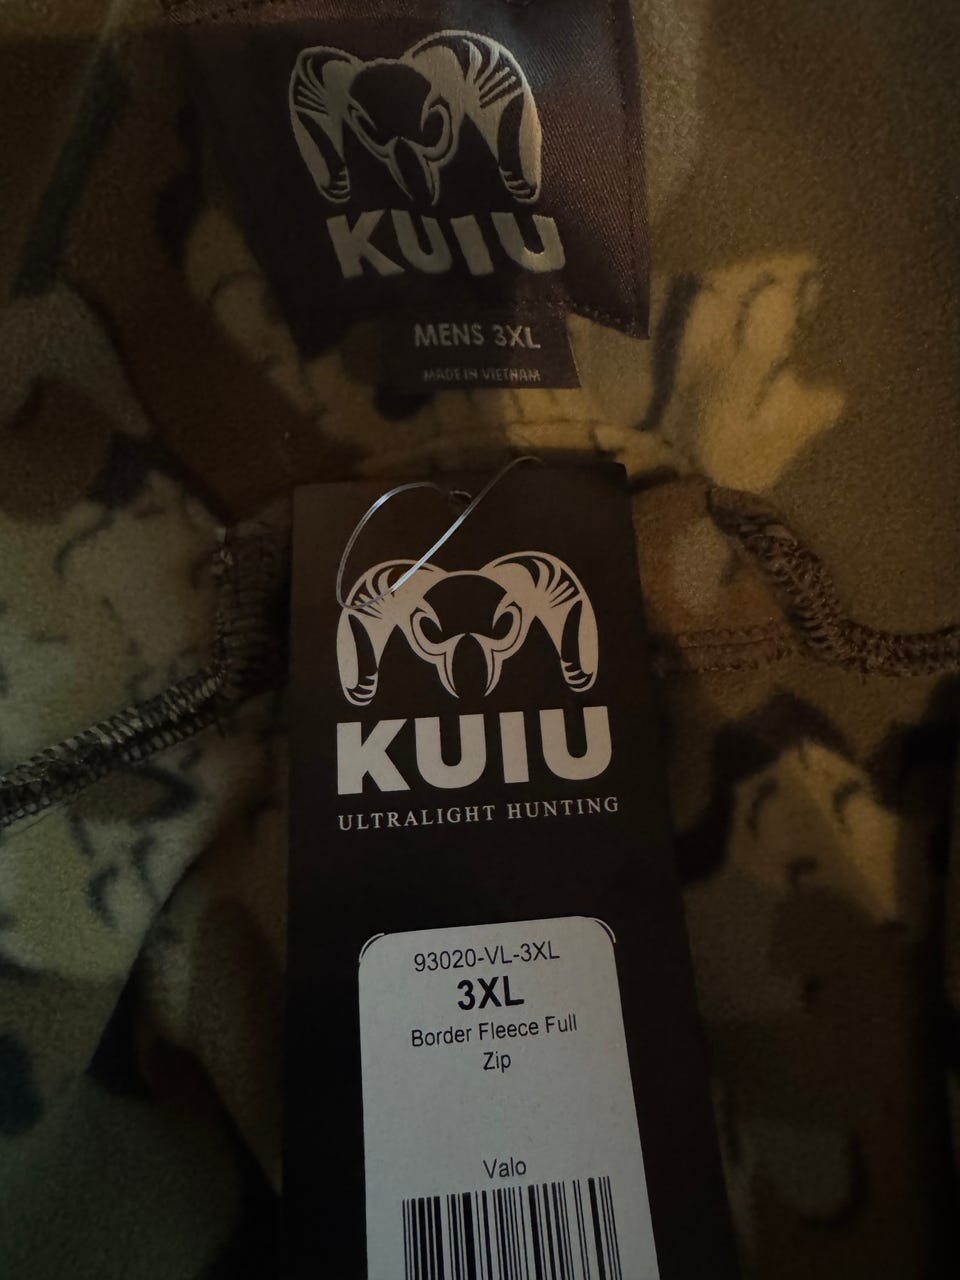 KUIU
MENS 3XL
MADE IN VIETNAM
KUIU
ULTRALIGHT HUNTING
93020-VL-3XL
3XL
Border Fleece Full
Zip
Valo